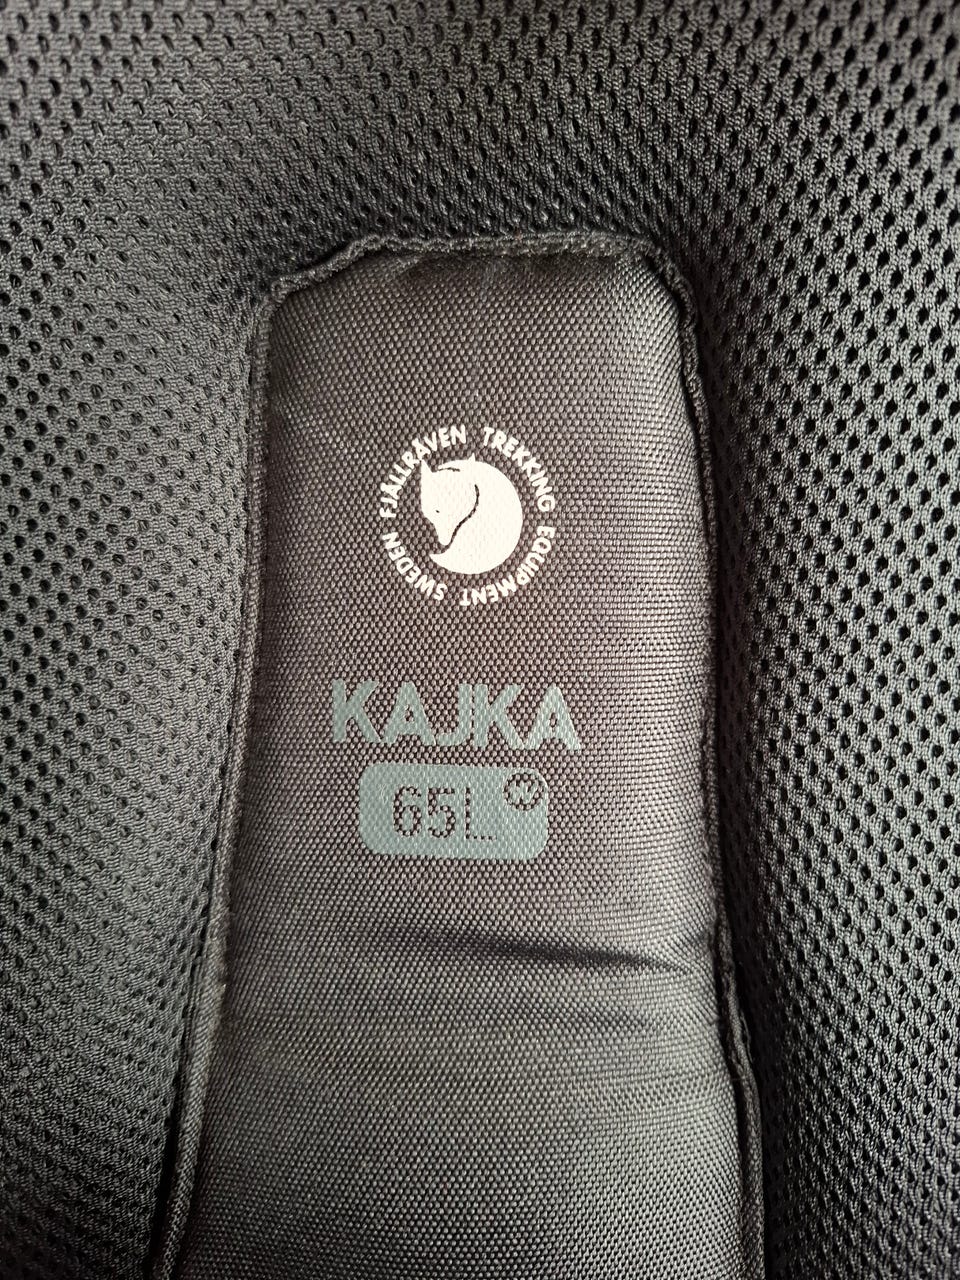 FJÄLLRÄVEN TREKKING EQUIPMENT SWEDEN
KAJKA
65L W